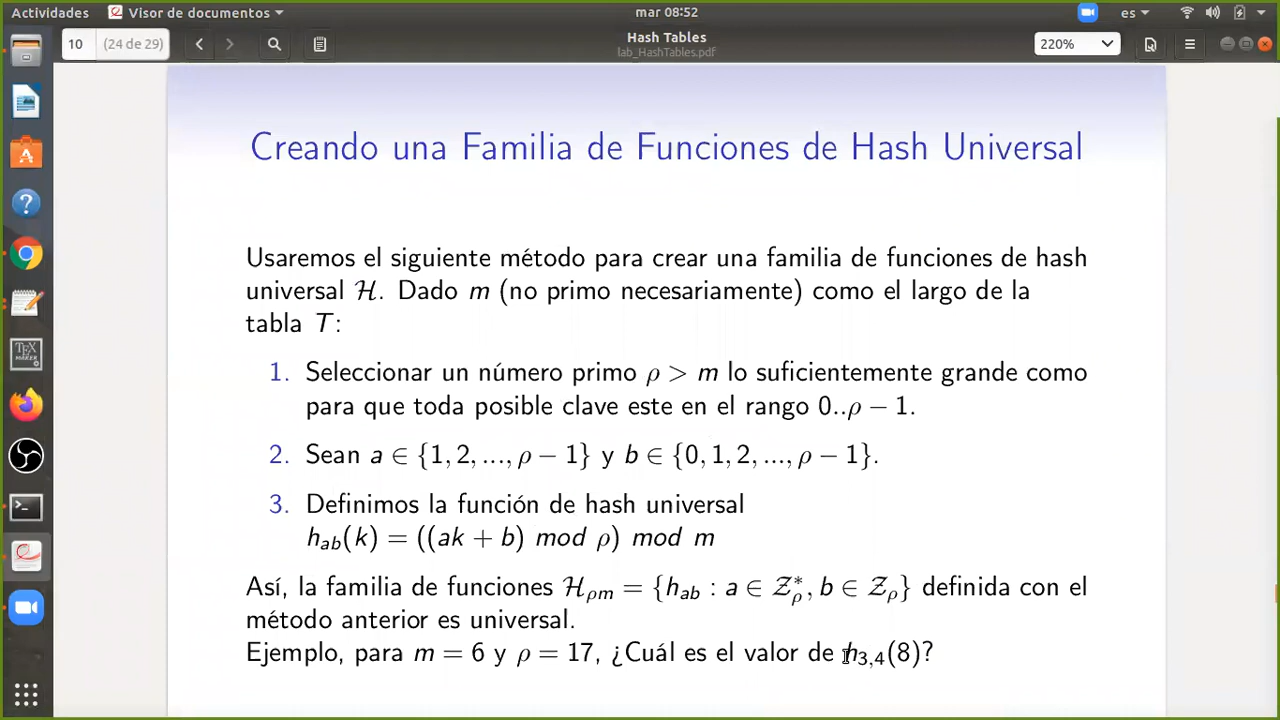 Actividades Visor de documentos mar 08:52 es
10 (24 de 29) Hash Tables 220%
lab_HashTables.pdf
Creando una Familia de Funciones de Hash Universal
Usaremos el siguiente método para crear una familia de funciones de hash
universal ℋ. Dado m (no primo necesariamente) como el largo de la
tabla T:
1. Seleccionar un número primo ρ > m lo suficientemente grande como
para que toda posible clave este en el rango 0..ρ − 1.
2. Sean a ∈ {1, 2, ..., ρ − 1} y b ∈ {0, 1, 2, ..., ρ − 1}.
3. Definimos la función de hash universal
h_ab(k) = ((ak + b) mod ρ) mod m
Así, la familia de funciones ℋ_ρm = {h_ab : a ∈ 𝒵*_ρ, b ∈ 𝒵_ρ} definida con el
método anterior es universal.
Ejemplo, para m = 6 y ρ = 17, ¿Cuál es el valor de h_3,4(8)?